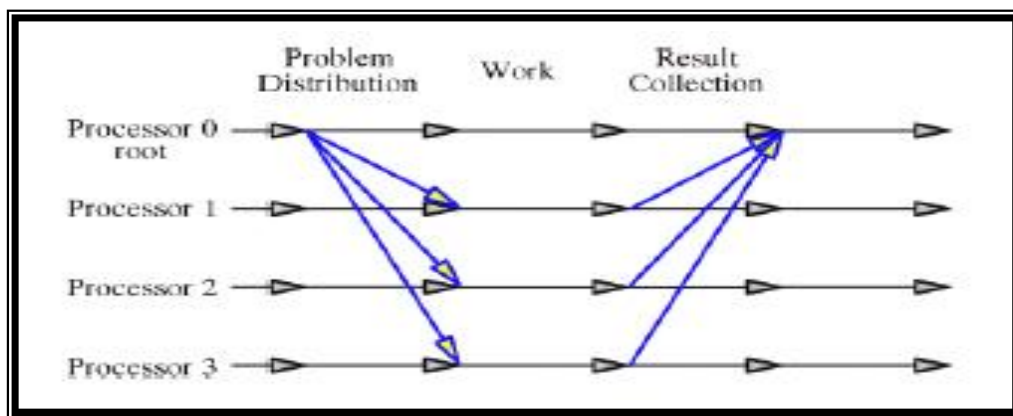 Problem
Distribution
Work
Result
Collection
Processor 0
root
Processor 1
Processor 2
Processor 3